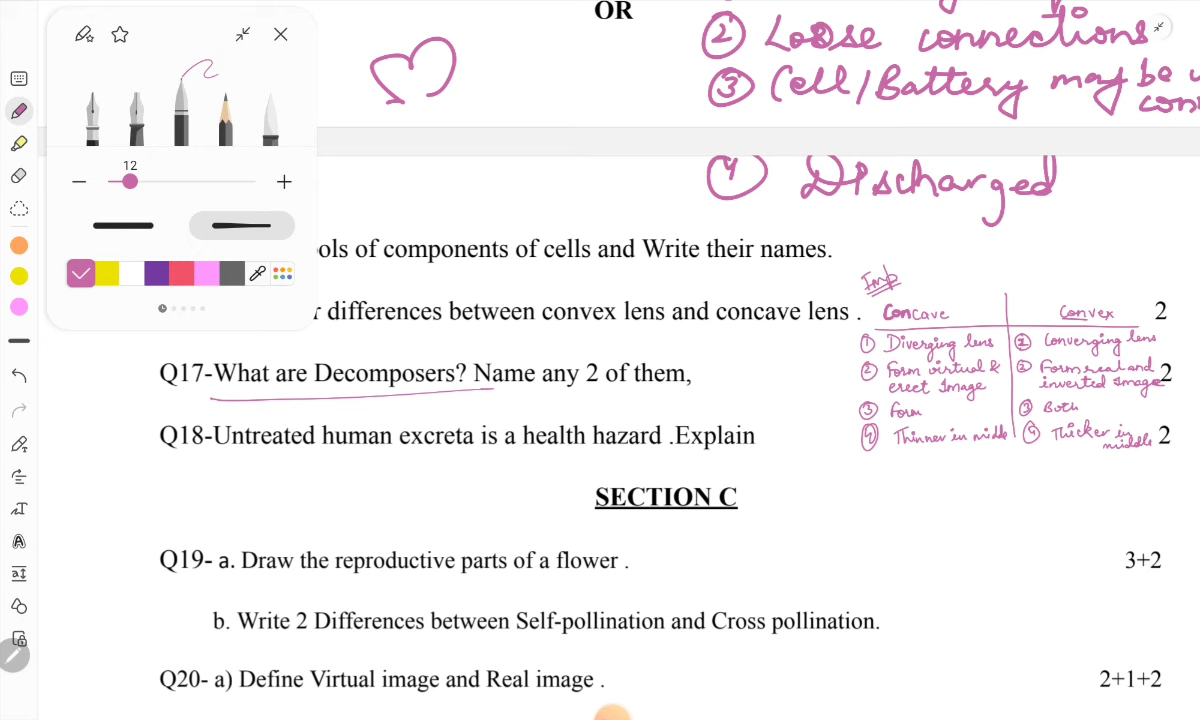 OR
② Loose connections
③ Cell/Battery may be
④ Discharged
12
ols of components of cells and Write their names.
Imp
r differences between convex lens and concave lens . 2
Concave Convex
① Diverging lens ① Converging lens
Q17-What are Decomposers? Name any 2 of them, 2
② Form virtual & erect Image ② Form real and inverted image
③ Form ③ Both
Q18-Untreated human excreta is a health hazard .Explain 2
④ Thinner in middle ④ Thicker in middle
SECTION C
Q19- a. Draw the reproductive parts of a flower . 3+2
b. Write 2 Differences between Self-pollination and Cross pollination.
Q20- a) Define Virtual image and Real image . 2+1+2